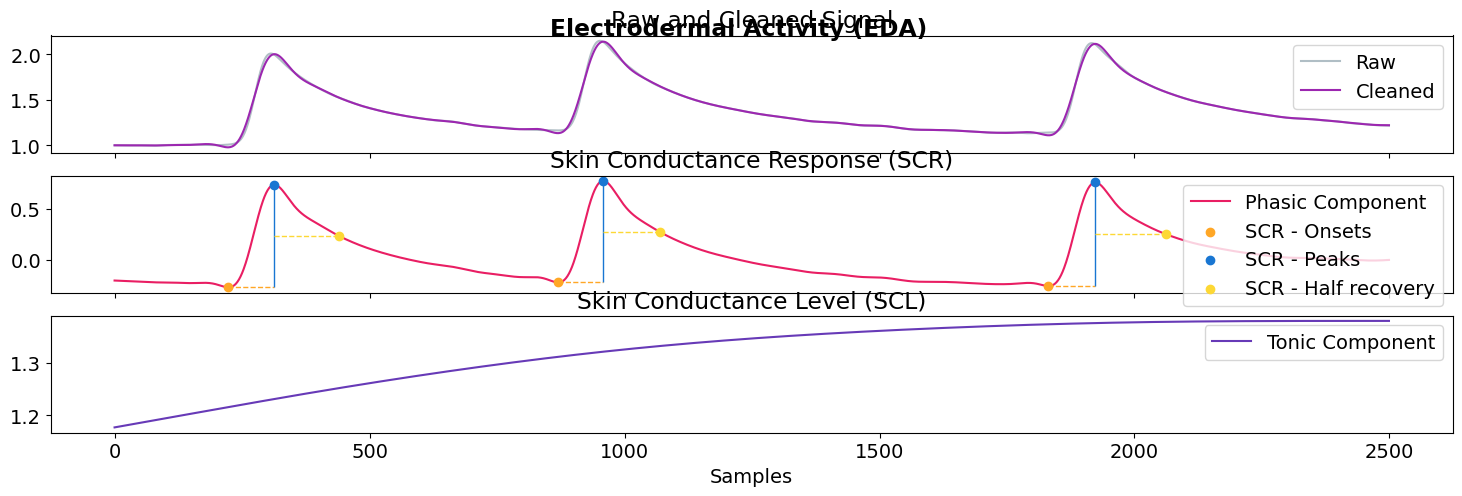 Raw and Cleaned Signal
Electrodermal Activity (EDA)
2.0
1.5
1.0
Raw
Cleaned
Skin Conductance Response (SCR)
0.5
0.0
Phasic Component
SCR - Onsets
SCR - Peaks
SCR - Half recovery
Skin Conductance Level (SCL)
1.3
1.2
Tonic Component
0 500 1000 1500 2000 2500
Samples